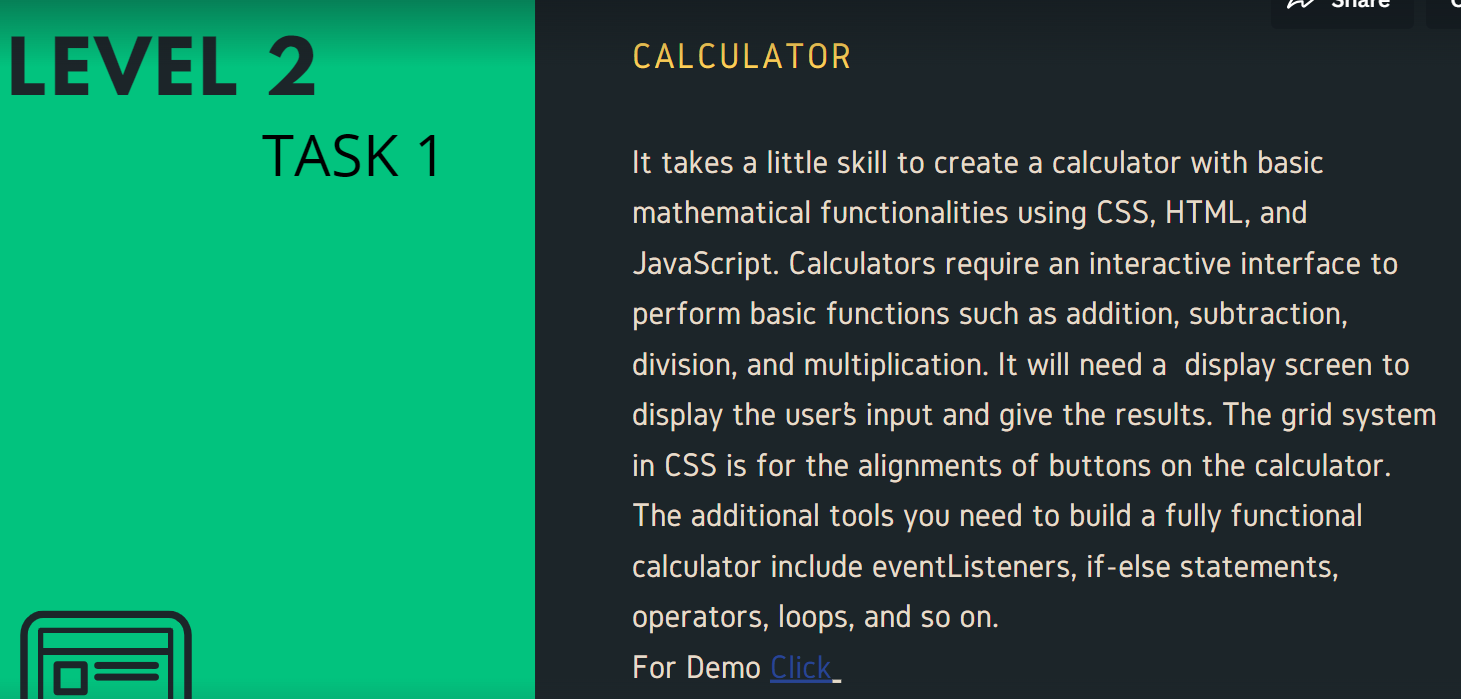 Share
LEVEL 2
TASK 1
CALCULATOR
It takes a little skill to create a calculator with basic
mathematical functionalities using CSS, HTML, and
JavaScript. Calculators require an interactive interface to
perform basic functions such as addition, subtraction,
division, and multiplication. It will need a  display screen to
display the user's input and give the results. The grid system
in CSS is for the alignments of buttons on the calculator.
The additional tools you need to build a fully functional
calculator include eventListeners, if-else statements,
operators, loops, and so on.
For Demo Click_